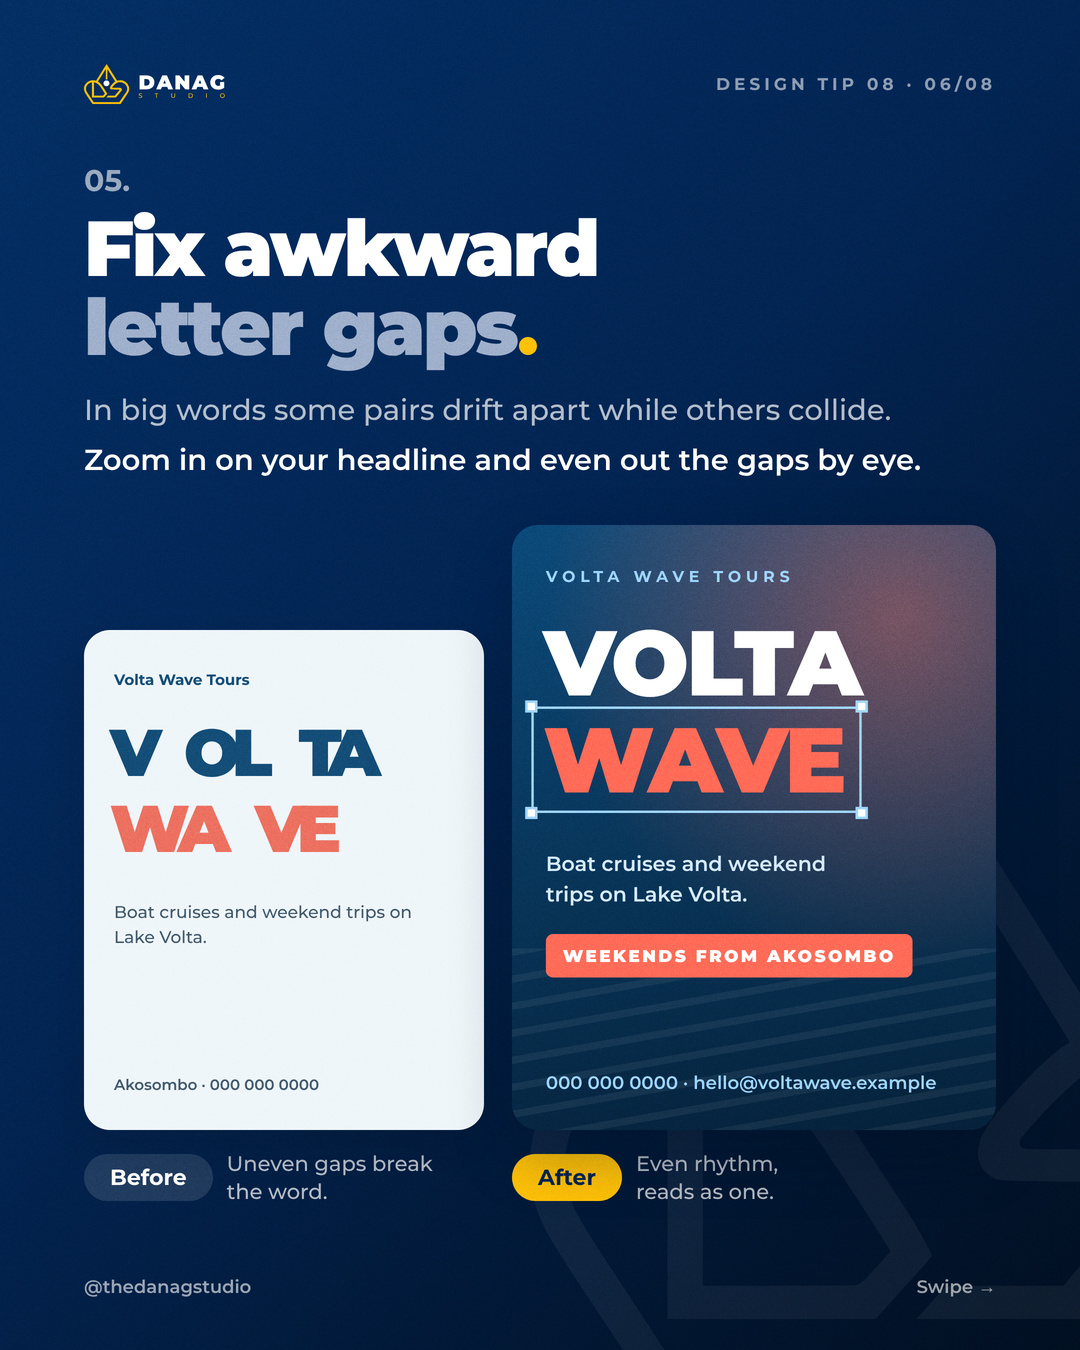 DANAG
STUDIO
DESIGN TIP 08 · 06/08
05.
Fix awkward
letter gaps.
In big words some pairs drift apart while others collide.
Zoom in on your headline and even out the gaps by eye.
Volta Wave Tours
V OL TA
WA VE
Boat cruises and weekend trips on
Lake Volta.
Akosombo · 000 000 0000
VOLTA WAVE TOURS
VOLTA
WAVE
Boat cruises and weekend
trips on Lake Volta.
WEEKENDS FROM AKOSOMBO
000 000 0000 · hello@voltawave.example
Before
Uneven gaps break
the word.
After
Even rhythm,
reads as one.
@thedanagstudio
Swipe →